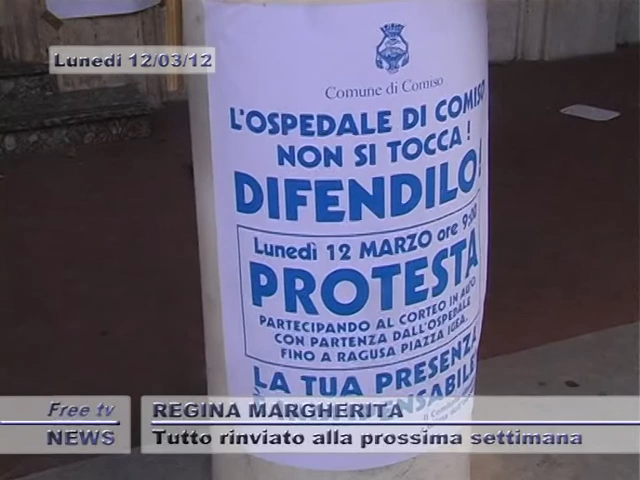 Lunedì 12/03/12
Comune di Comiso
L'OSPEDALE DI COMISO
NON SI TOCCA!
DIFENDILO!
Lunedì 12 MARZO ore 9:00
PROTESTA
PARTECIPANDO AL CORTEO IN AUTO
CON PARTENZA DALL'OSPEDALE
FINO A RAGUSA PIAZZA IGEA.
LA TUA PRESENZA
Free tv
REGINA MARGHERITA
NEWS
Tutto rinviato alla prossima settimana